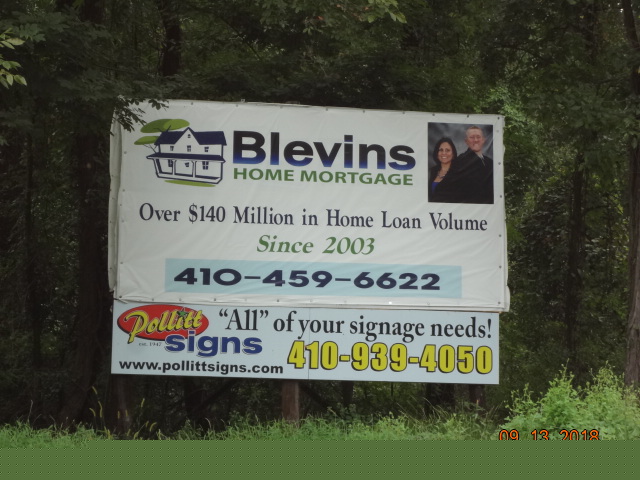 Blevins
HOME MORTGAGE
Over $140 Million in Home Loan Volume
Since 2003
410-459-6622
Pollitt
signs
est. 1947
"All" of your signage needs!
www.pollittsigns.com
410-939-4050
09 13 2018